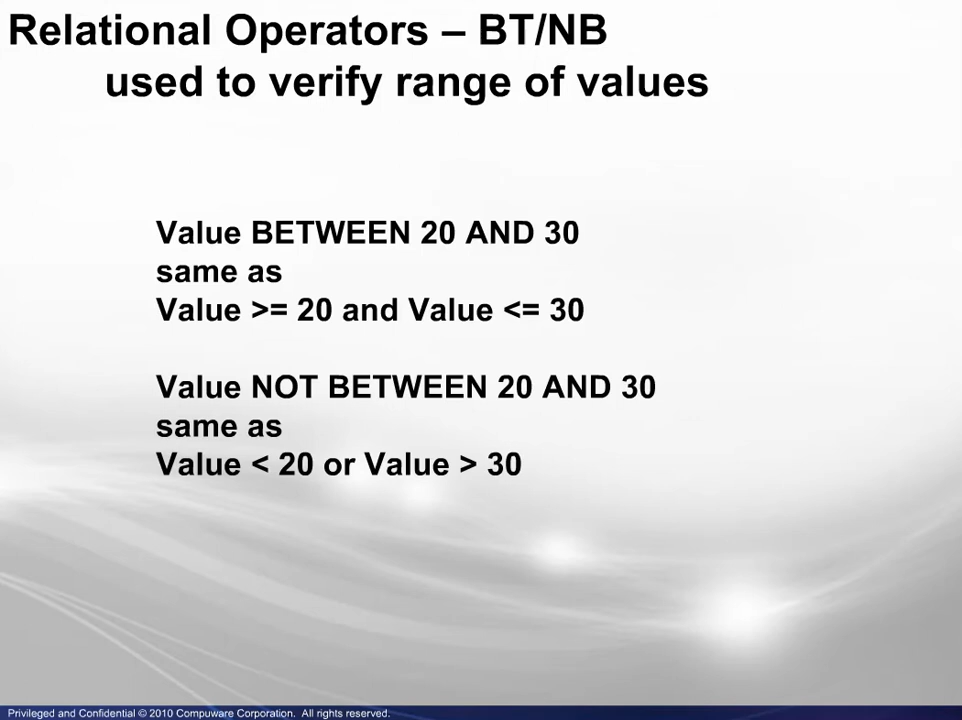 Relational Operators – BT/NB
used to verify range of values
Value BETWEEN 20 AND 30
same as
Value >= 20 and Value <= 30
Value NOT BETWEEN 20 AND 30
same as
Value < 20 or Value > 30
Privileged and Confidential © 2010 Compuware Corporation. All rights reserved.